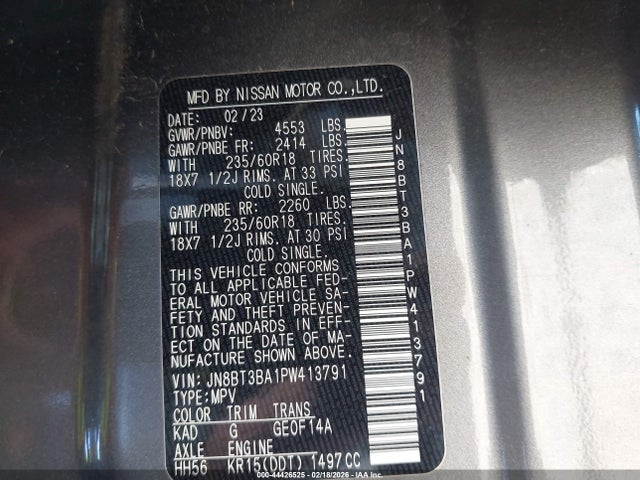 MFD BY NISSAN MOTOR CO.,LTD.
DATE: 02/23
GVWR/PNBV: 4553 LBS.
GAWR/PNBE FR: 2414 LBS.
WITH 235/60R18 TIRES.
18X7 1/2J RIMS. AT 33 PSI
COLD SINGLE.
GAWR/PNBE RR: 2260 LBS.
WITH 235/60R18 TIRES.
18X7 1/2J RIMS. AT 30 PSI
COLD SINGLE.
THIS VEHICLE CONFORMS
TO ALL APPLICABLE FED-
ERAL MOTOR VEHICLE SA-
FETY AND THEFT PREVEN-
TION STANDARDS IN EFF-
ECT ON THE DATE OF MA-
NUFACTURE SHOWN ABOVE.
VIN: JN8BT3BA1PW413791
TYPE: MPV
COLOR TRIM TRANS
KAD G GE0F14A
AXLE ENGINE
HH56 KR15(DDT) 1497CC
JN8BT3BA1PW413791
000-44426525 - 02/18/2026 - COPYRIGHT IAA, LLC